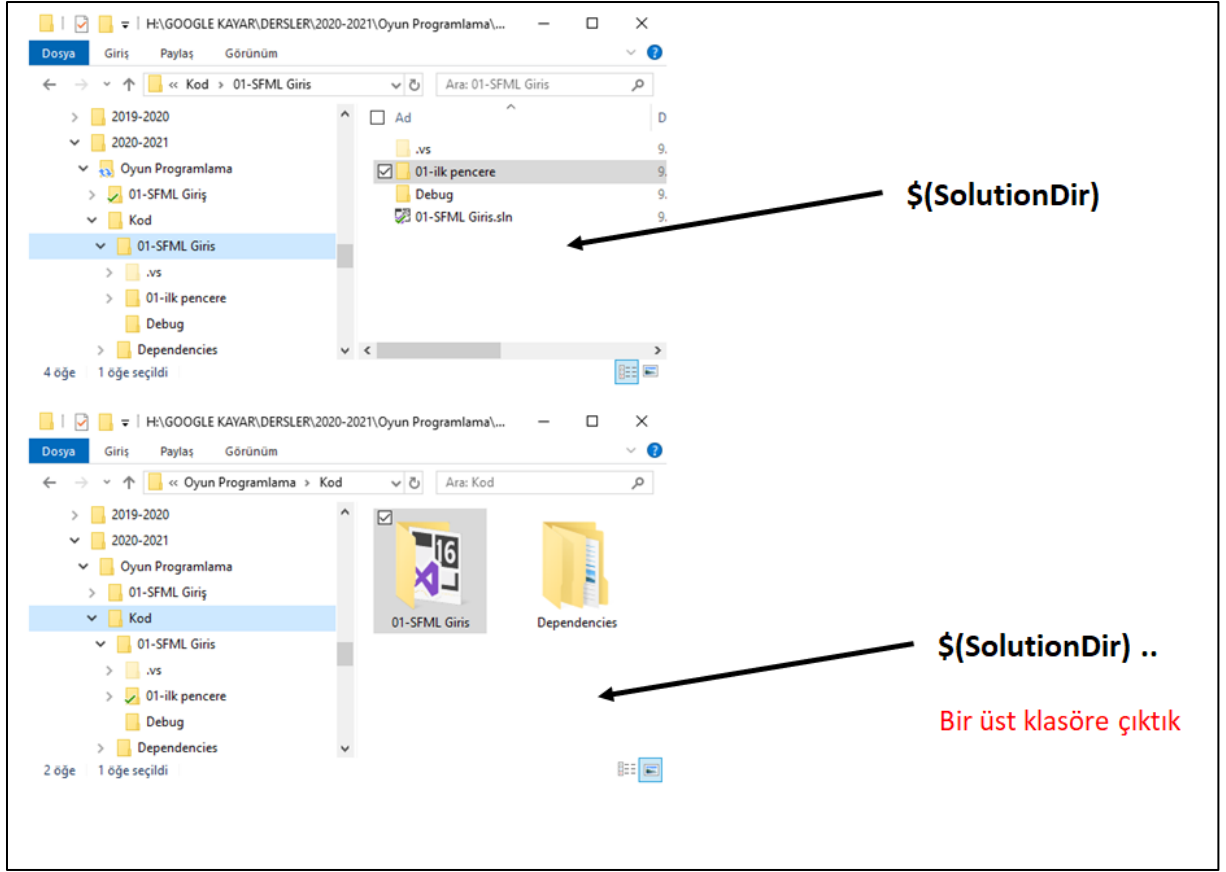 H:\GOOGLE KAYAR\DERSLER\2020-2021\Oyun Programlama\...
Dosya Giriş Paylaş Görünüm
« Kod › 01-SFML Giris Ara: 01-SFML Giris
2019-2020
2020-2021
Oyun Programlama
01-SFML Giriş
Kod
01-SFML Giris
.vs
01-ilk pencere
Debug
Dependencies
Ad D
.vs 9.
01-ilk pencere 9.
Debug 9.
01-SFML Giris.sln 9.
4 öğe 1 öğe seçildi
$(SolutionDir)
H:\GOOGLE KAYAR\DERSLER\2020-2021\Oyun Programlama\...
Dosya Giriş Paylaş Görünüm
« Oyun Programlama › Kod Ara: Kod
2019-2020
2020-2021
Oyun Programlama
01-SFML Giriş
Kod
01-SFML Giris
.vs
01-ilk pencere
Debug
Dependencies
16
01-SFML Giris Dependencies
2 öğe 1 öğe seçildi
$(SolutionDir) ..
Bir üst klasöre çıktık